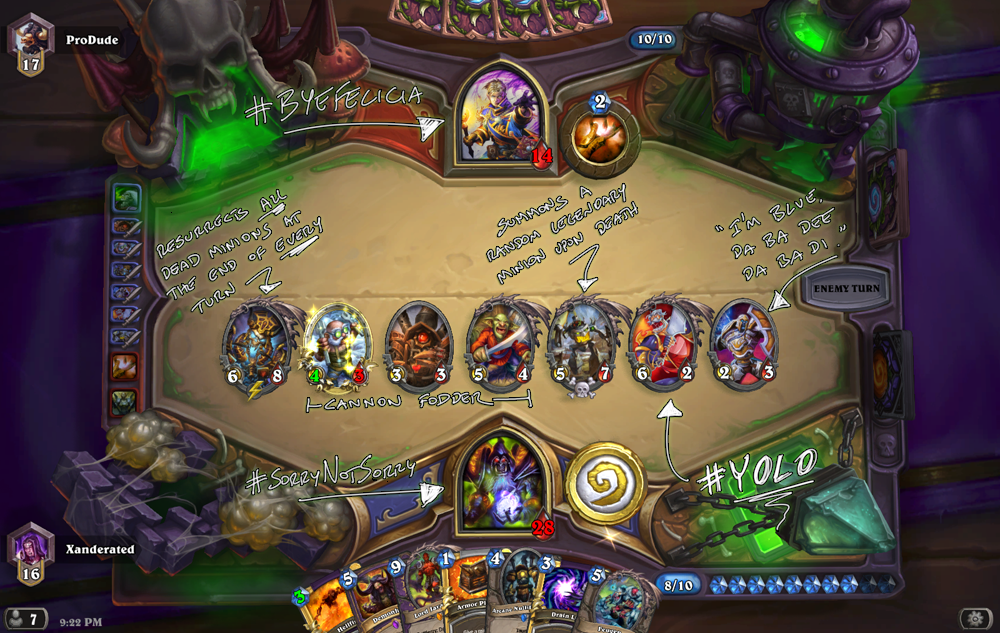 ProDude
17
10/10
#BYEFELICIA
2
14
RESURRECTS ALL
DEAD MINIONS AT
THE END OF EVERY
TURN
SUMMONS A
RANDOM LEGENDARY
MINION UPON DEATH
"I'M BLUE.
DA BA DEE
DA BA DI."
ENEMY TURN
6 8
4 3
3 3
5 4
5 7
6 2
2 3
CANNON FODDER
#SORRYNOTSORRY
#YOLO
28
Xanderated
16
3 5 9 1 4 3 5
8/10
7
9:22 PM